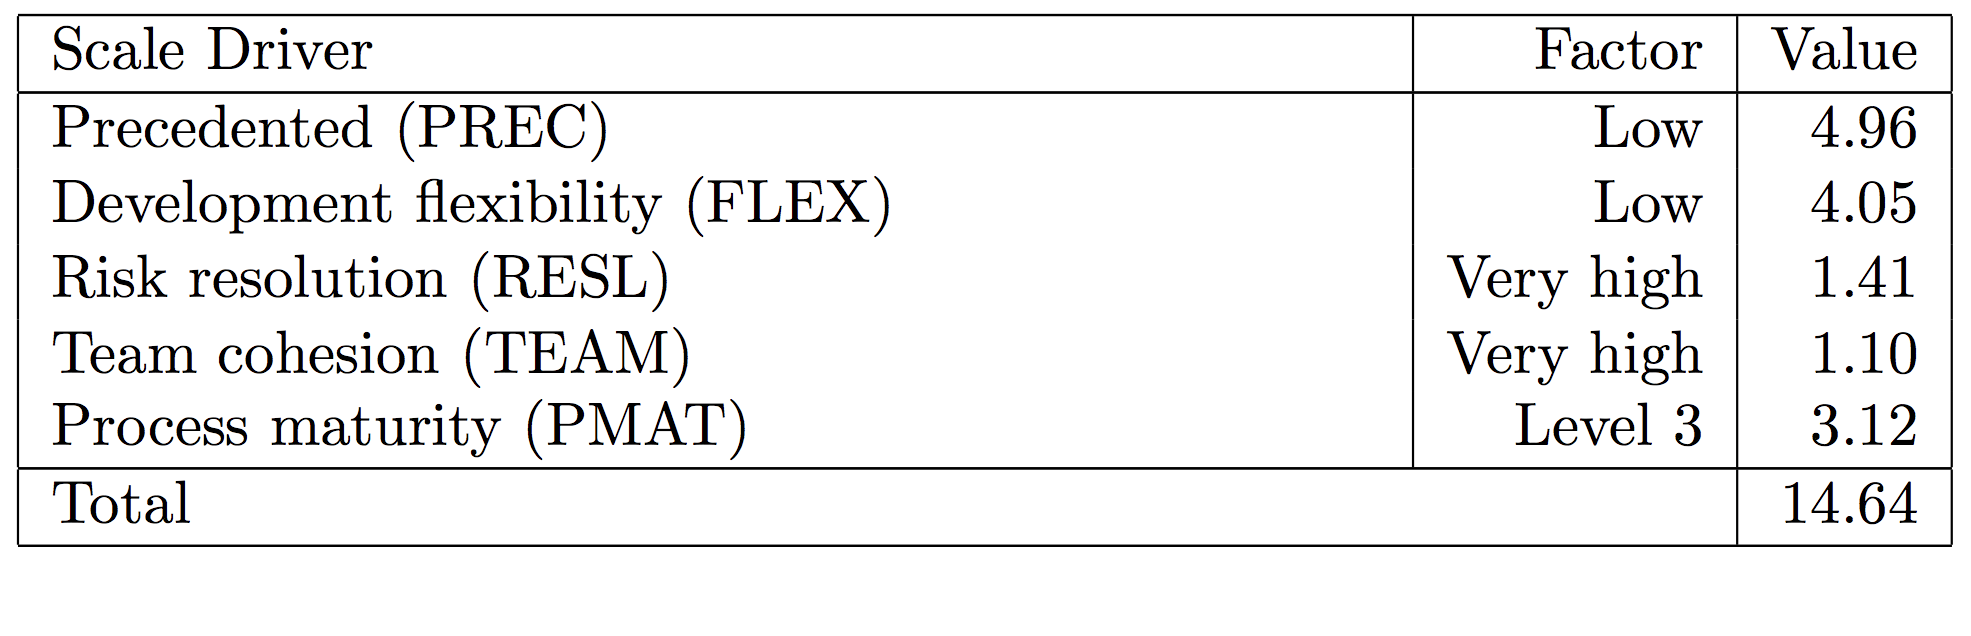 Scale Driver Factor Value
Precedented (PREC) Low 4.96
Development flexibility (FLEX) Low 4.05
Risk resolution (RESL) Very high 1.41
Team cohesion (TEAM) Very high 1.10
Process maturity (PMAT) Level 3 3.12
Total 14.64